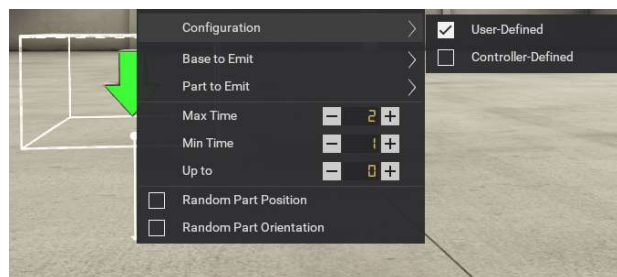 Configuration
User-Defined
Controller-Defined
Base to Emit
Part to Emit
Max Time − 2 +
Min Time − 1 +
Up to − 0 +
Random Part Position
Random Part Orientation